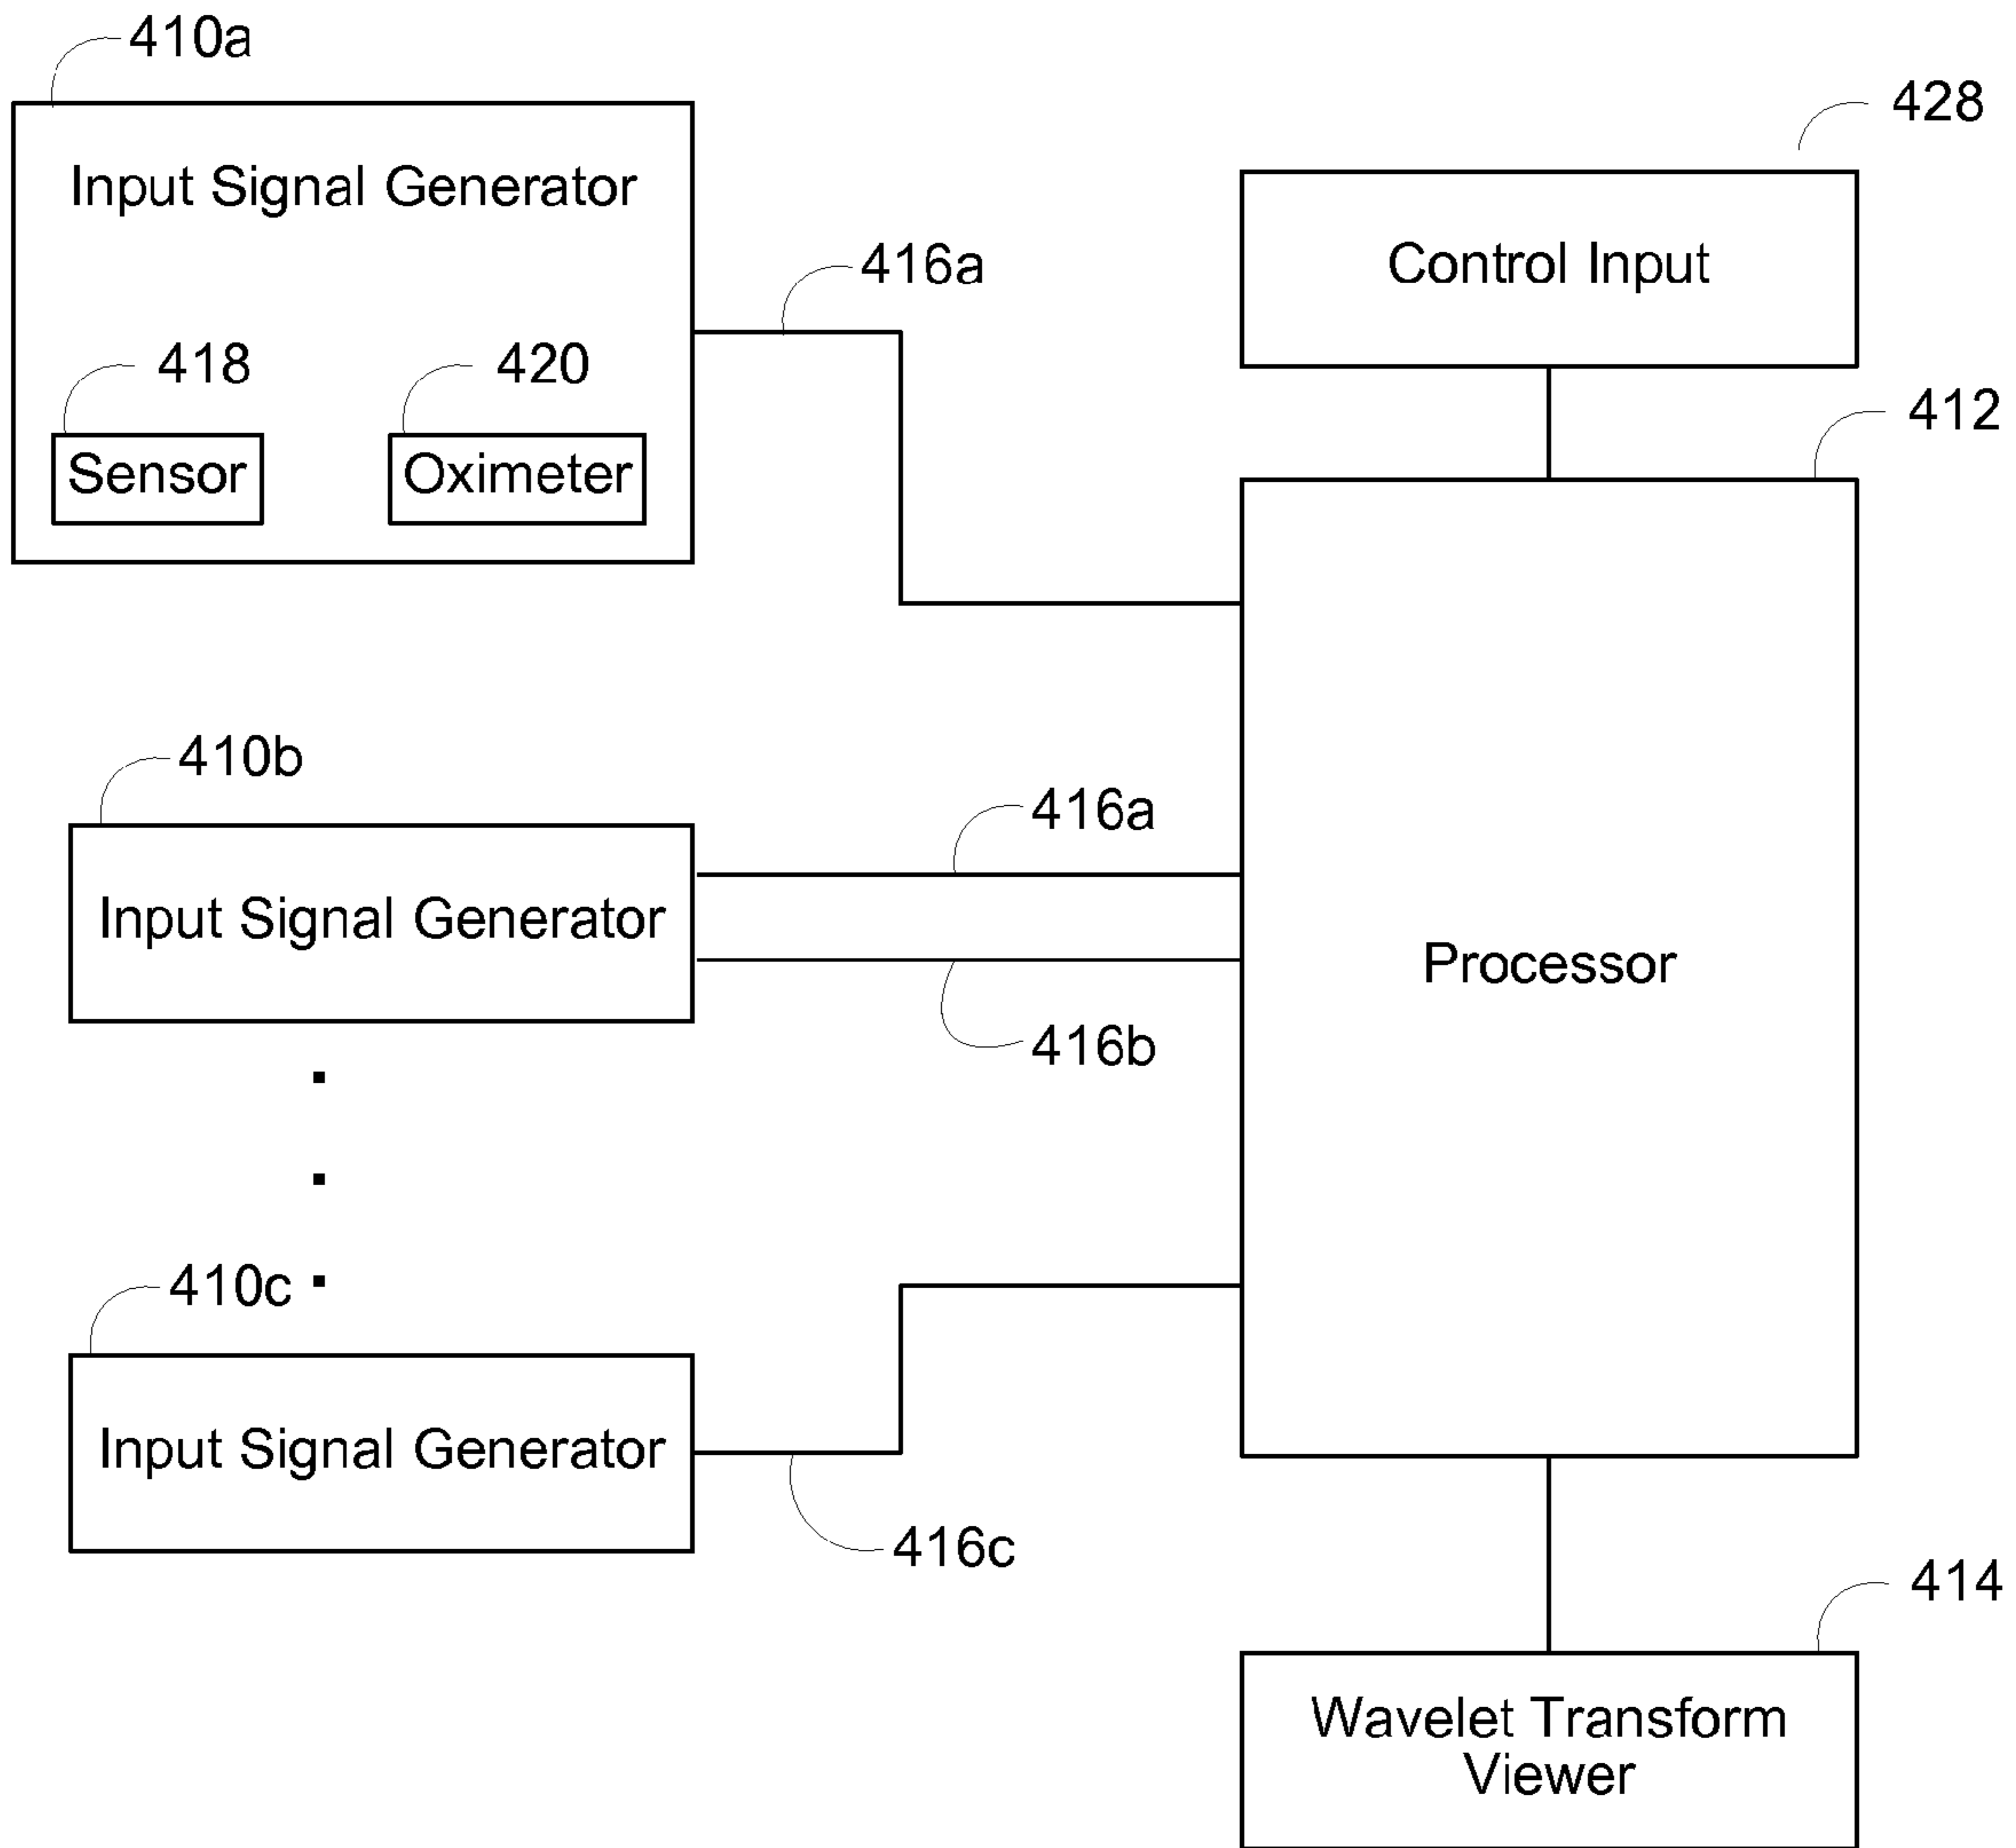 410a
428
Input Signal Generator
416a
Control Input
418
420
412
Sensor
Oximeter
410b
416a
Input Signal Generator
Processor
416b
410c
Input Signal Generator
416c
414
Wavelet Transform
Viewer